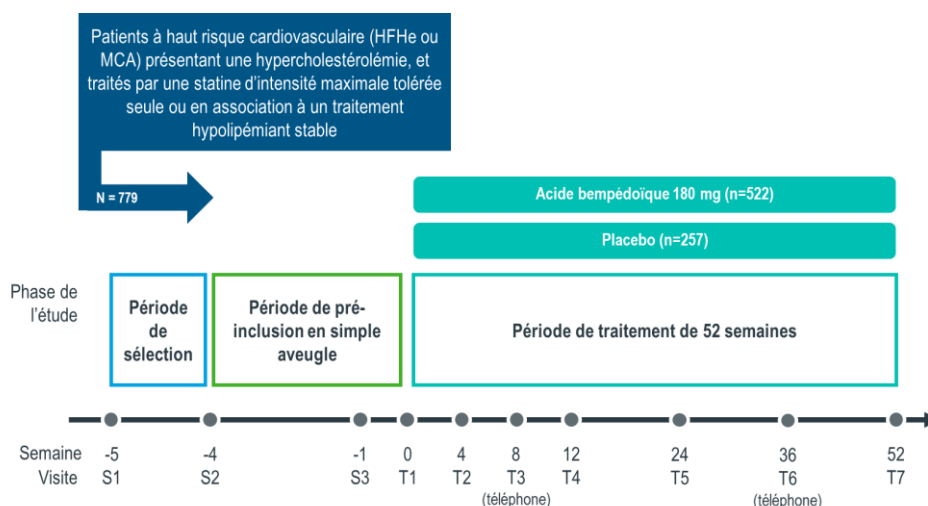 Patients à haut risque cardiovasculaire (HFHe ou
MCA) présentant une hypercholestérolémie, et
traités par une statine d'intensité maximale tolérée
seule ou en association à un traitement
hypolipémiant stable
N = 779
Acide bempédoïque 180 mg (n=522)
Placebo (n=257)
Phase de
l'étude
Période
de
sélection
Période de pré-
inclusion en simple
aveugle
Période de traitement de 52 semaines
Semaine -5 -4 -1 0 4 8 12 24 36 52
Visite S1 S2 S3 T1 T2 T3 T4 T5 T6 T7
(téléphone) (téléphone)